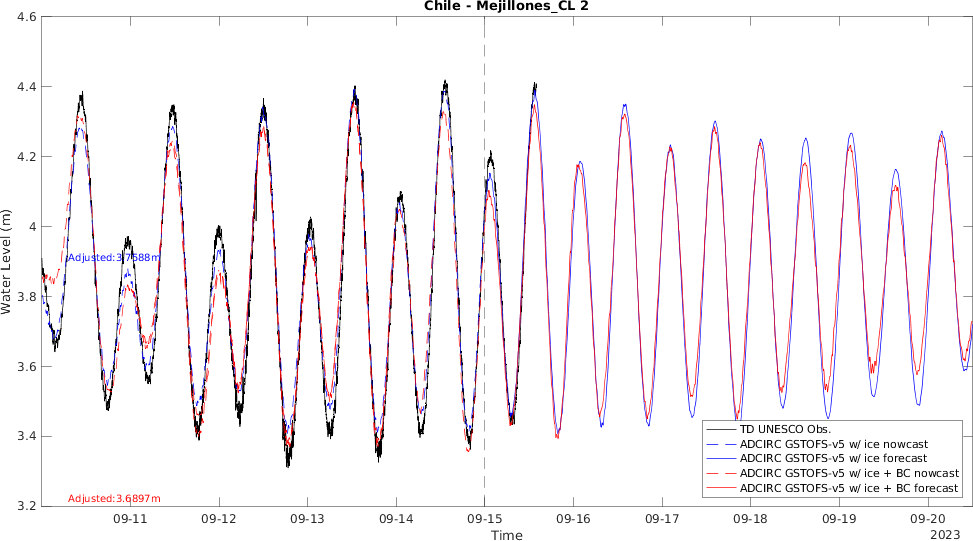 Chile - Mejillones_CL 2
Water Level (m)
4.6
4.4
4.2
4
3.8
3.6
3.4
3.2
Adjusted:3.7588m
Adjusted:3.6897m
TD UNESCO Obs.
ADCIRC GSTOFS-v5 w/ ice nowcast
ADCIRC GSTOFS-v5 w/ ice forecast
ADCIRC GSTOFS-v5 w/ ice + BC nowcast
ADCIRC GSTOFS-v5 w/ ice + BC forecast
09-11 09-12 09-13 09-14 09-15 09-16 09-17 09-18 09-19 09-20
2023
Time